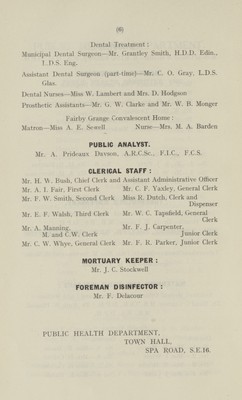 (6)
Dental Treatment :
Municipal Dental Surgeon—Mr. Grantley Smith, H.D.D. Edin.,
L.D.S. Eng.
Assistant Dental Surgeon (part-time)—Mr. C. O. Gray, L.D.S.
Glas.
Dental Nurses—Miss W. Lambert and Mrs. D. Hodgson
Prosthetic Assistants—Mr. G. W. Clarke and Mr. W. B. Monger
Fairby Grange Convalescent Home :
Matron—Miss A. E. Sewell Nurse—Mrs. M. A. Barden
PUBLIC ANALYST.
Mr. A. Prideaux Davson, A.R.C.Sc., F.I.C., F.C.S.
CLERICAL STAFF :
Mr. H. W. Bush, Chief Clerk and Assistant Administrative Officer
Mr. A. I. Fair, First Clerk Mr. C. F. Yaxley, General Clerk
Mr. F. W. Smith, Second Clerk Miss R. Dutch, Clerk and
Dispenser
Mr. E. F. Walsh, Third Clerk Mr. W. C. Tapsfield, General
Clerk
Mr. A. Manning, Mr. F. J. Carpenter,
M. and C.W. Clerk Junior Clerk
Mr. C. W. Whye, General Clerk Mr. F. R. Parker, Junior Clerk
MORTUARY KEEPER :
Mr. J. C. Stockwell
FOREMAN DISINFECTOR :
Mr. F. Delacour
PUBLIC HEALTH DEPARTMENT,
TOWN HALL,
SPA ROAD, S.E.16.